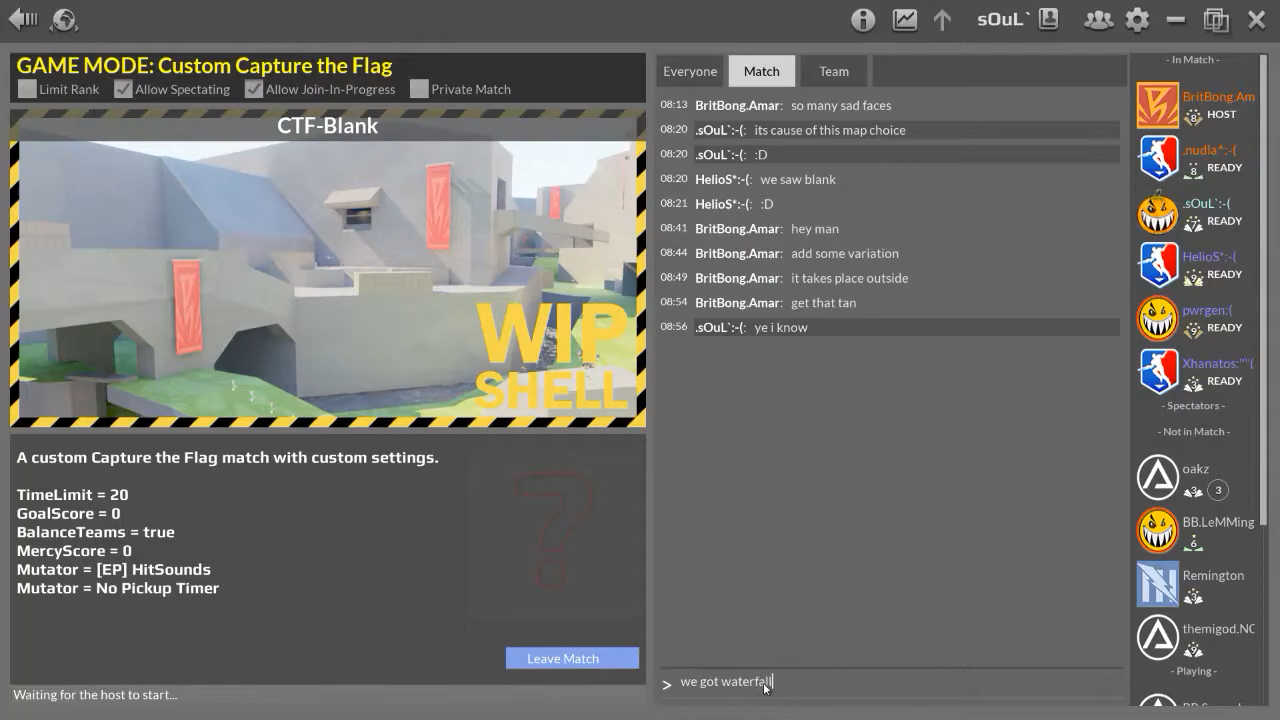 sOuL`
GAME MODE: Custom Capture the Flag
Limit Rank
Allow Spectating
Allow Join-In-Progress
Private Match
CTF-Blank
WIP
SHELL
A custom Capture the Flag match with custom settings.
TimeLimit = 20
GoalScore = 0
BalanceTeams = true
MercyScore = 0
Mutator = [EP] HitSounds
Mutator = No Pickup Timer
?
Leave Match
Waiting for the host to start...
Everyone
Match
Team
08:13 BritBong.Amar: so many sad faces
08:20 .sOuL`:-(: its cause of this map choice
08:20 .sOuL`:-(: :D
08:20 HelioS*:-(: we saw blank
08:21 HelioS*:-(: :D
08:41 BritBong.Amar: hey man
08:44 BritBong.Amar: add some variation
08:49 BritBong.Amar: it takes place outside
08:54 BritBong.Amar: get that tan
08:56 .sOuL`:-(: ye i know
> we got waterfall
- In Match -
BritBong.Am
8 HOST
.nudla^:-(
8 READY
.sOuL`:-(
READY
HelioS*:-(
READY
pwrgen:(
9 READY
Xhanatos:""(
READY
- Spectators -
- Not in Match -
oakz
3 3
BB.LeMMing
6
Remington
3
themigod.NC
9
- Playing -